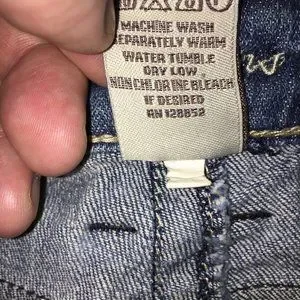 MACHINE WASH
SEPARATELY WARM
WATER TUMBLE
DRY LOW
NON CHLORINE BLEACH
IF DESIRED
RN 128852